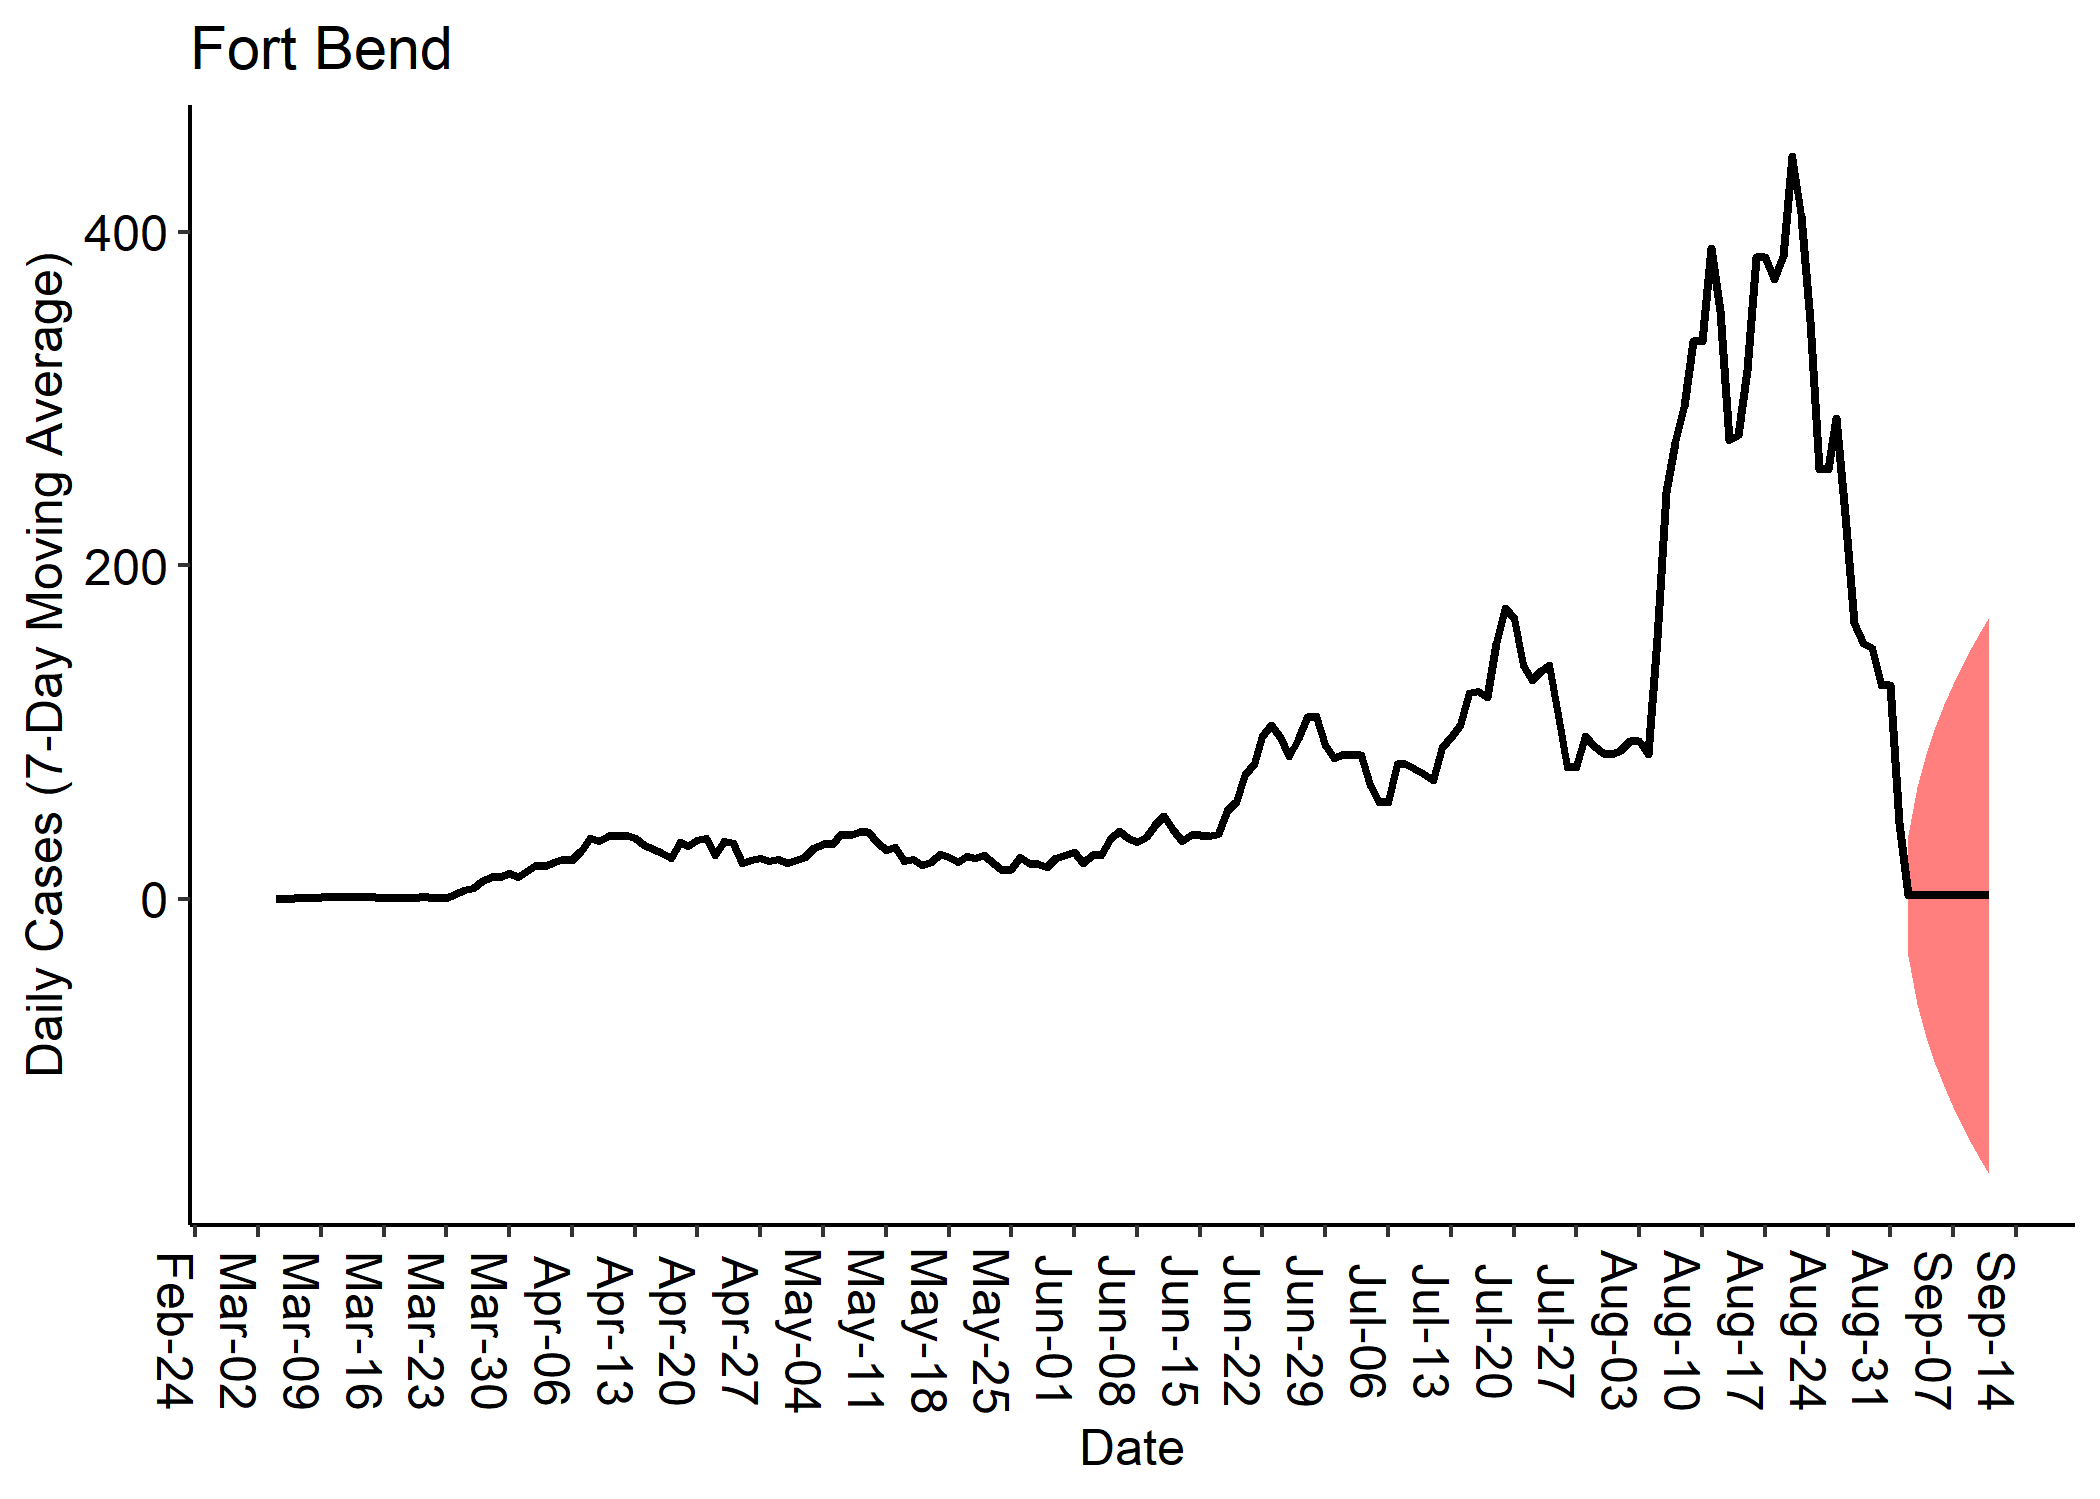 Fort Bend
Daily Cases (7-Day Moving Average)
400
200
0
Feb-24
Mar-02
Mar-09
Mar-16
Mar-23
Mar-30
Apr-06
Apr-13
Apr-20
Apr-27
May-04
May-11
May-18
May-25
Jun-01
Jun-08
Jun-15
Jun-22
Jun-29
Jul-06
Jul-13
Jul-20
Jul-27
Aug-03
Aug-10
Aug-17
Aug-24
Aug-31
Sep-07
Sep-14
Date